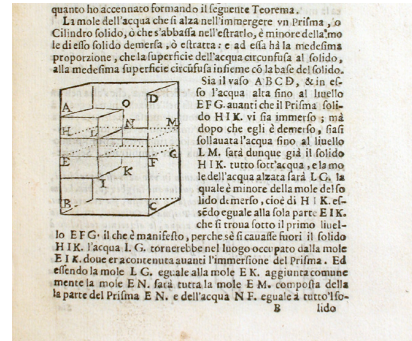 quanto ho accennato formando il ſeguente Teorema.
La mole dell'acqua che ſi alza nell'immergere vn Priſma, ò
Cilindro ſolido, ò che s'abbaſſa nell'eſtrarlo, è minore della mo
le di eſſo ſolido demerſa, ò eſtratta: e ad eſſa hà la medeſima
proporzione, che la ſuperficie dell'acqua circunfuſa al ſolido,
alla medeſima ſuperficie circũfuſa inſieme cõ la baſe del ſolido.
Sia il vaſo A B C D, & in eſ-
ſo l'acqua alta fino al liuello
E F G. auanti che il Priſma ſoli-
do H I K. vi ſia immerſo; mà
dopo che egli è demerſo, ſiaſi
ſollauata l'acqua fino al liuello
L M. ſarà dunque già il ſolido
H I K. tutto ſott'acqua, e la mo
le dell'acqua alzata ſarà L G. la
quale è minore della mole del ſo
lido demerſo, cioè di H I K. eſ-
ſẽdo eguale alla ſola parte E I K.
che ſi troua ſotto il primo liuel-
lo E F G. il che è manifeſto, perche sè ſi cauaſſe fuori il ſolido
H I K. l'acqua L G. tornerebbe nel luogo occupato dalla mole
E I K. doue era contenuta auanti l'immerſione del Priſma. Ed
eſſendo la mole L G. eguale alla mole E K. aggiunta comune
mente la mole E N. ſarà tutta la mole E M. compoſta della
la parte del Priſma E N. e dell'acqua N F. eguale a tutto'l ſo-
B lido
A
O
D
H
L
N
M
E
F
G
K
I
B
C